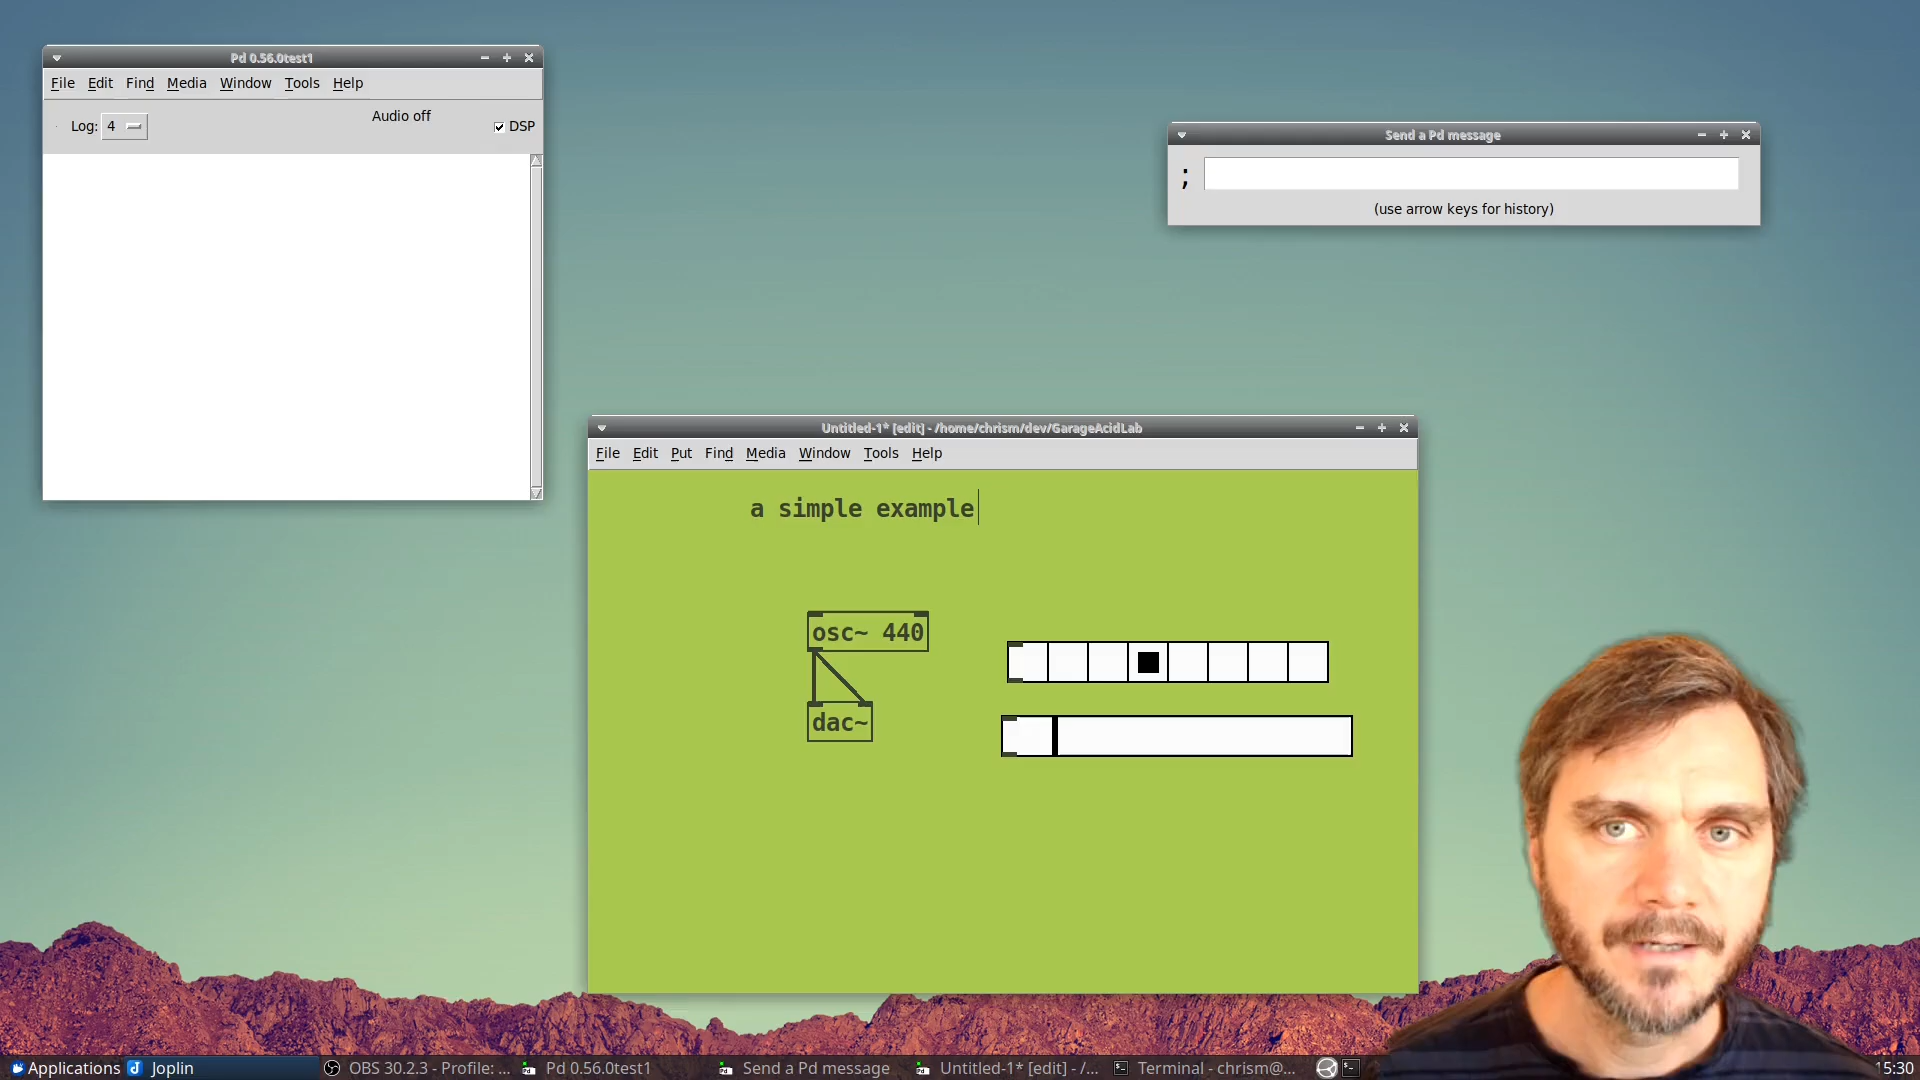 Pd 0.56.0test1
File Edit Find Media Window Tools Help
Log: 4
Audio off
DSP
Send a Pd message
;
(use arrow keys for history)
Untitled-1* [edit] - /home/chrism/dev/GarageAcidLab
File Edit Put Find Media Window Tools Help
a simple example
osc~ 440
dac~
Applications
Joplin
OBS 30.2.3 - Profile: ...
Pd 0.56.0test1
Send a Pd message
Untitled-1* [edit] - /...
Terminal - chrism@...
15:30